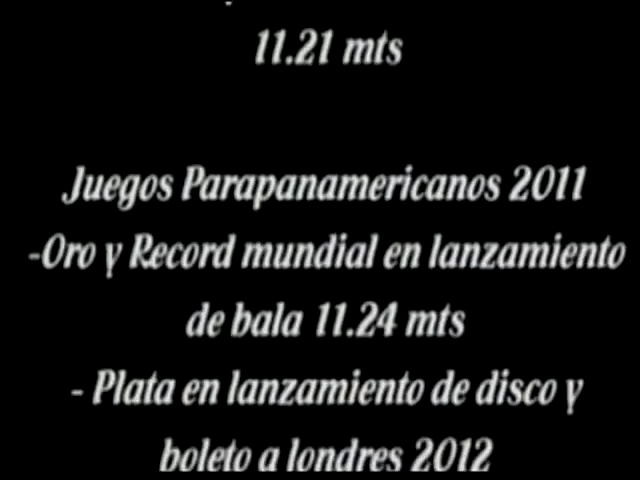 11.21 mts
Juegos Parapanamericanos 2011
-Oro y Record mundial en lanzamiento
de bala 11.24 mts
- Plata en lanzamiento de disco y
boleto a londres 2012